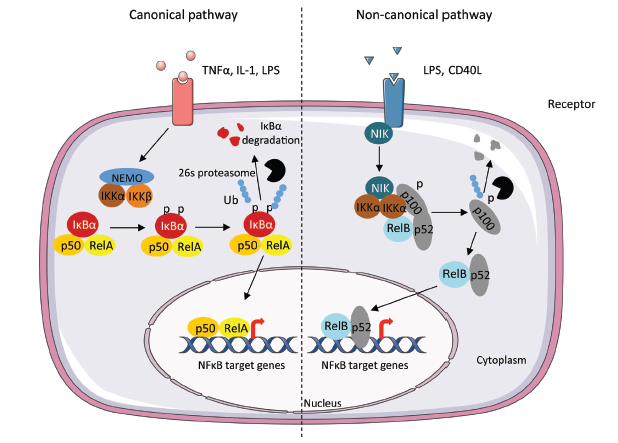 Canonical pathway
Non-canonical pathway
TNFα, IL-1, LPS
LPS, CD40L
Receptor
IκBα
degradation
NIK
26s proteasome
NEMO
IKKα IKKβ
Ub
p p
p p
IκBα
IκBα
IκBα
p50 RelA
p50 RelA
p50 RelA
NIK
p
IKKα IKKα p100
RelB p52
p
p100
RelB p52
p50 RelA
RelB p52
NFκB target genes
NFκB target genes
Cytoplasm
Nucleus